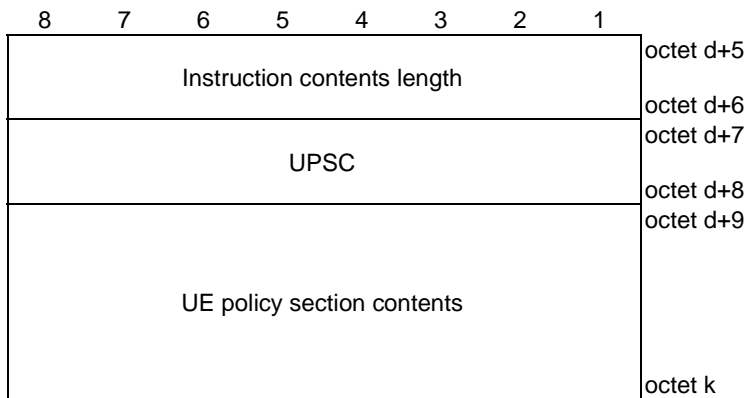 8 7 6 5 4 3 2 1
octet d+5
Instruction contents length
octet d+6
octet d+7
UPSC
octet d+8
octet d+9
UE policy section contents
octet k